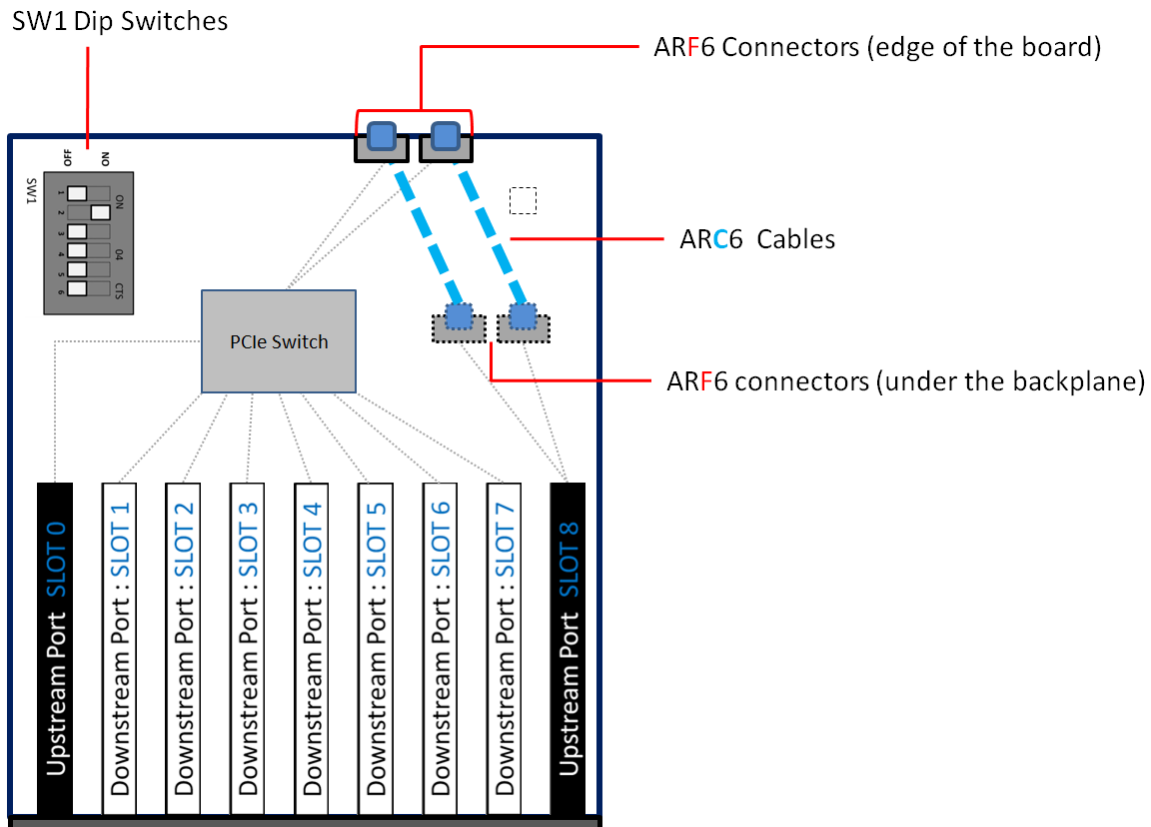 SW1 Dip Switches
ARF6 Connectors (edge of the board)
OFF
ON
SW1
1
2
3
4
5
6
ON
04
CTS
ARC6 Cables
PCIe Switch
ARF6 connectors (under the backplane)
Upstream Port SLOT 0
Downstream Port : SLOT 1
Downstream Port : SLOT 2
Downstream Port : SLOT 3
Downstream Port : SLOT 4
Downstream Port : SLOT 5
Downstream Port : SLOT 6
Downstream Port : SLOT 7
Upstream Port SLOT 8